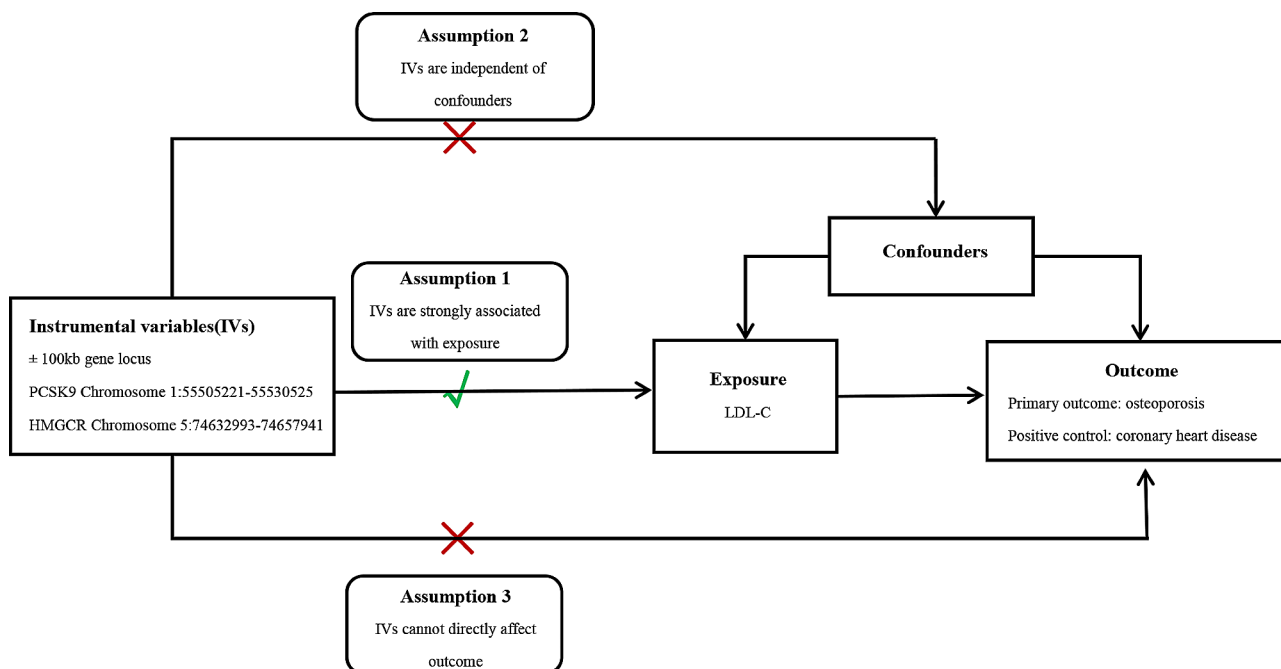 Assumption 2
IVs are independent of
confounders
Confounders
Assumption 1
IVs are strongly associated
with exposure
Instrumental variables(IVs)
± 100kb gene locus
PCSK9 Chromosome 1:55505221-55530525
HMGCR Chromosome 5:74632993-74657941
Exposure
LDL-C
Outcome
Primary outcome: osteoporosis
Positive control: coronary heart disease
Assumption 3
IVs cannot directly affect
outcome